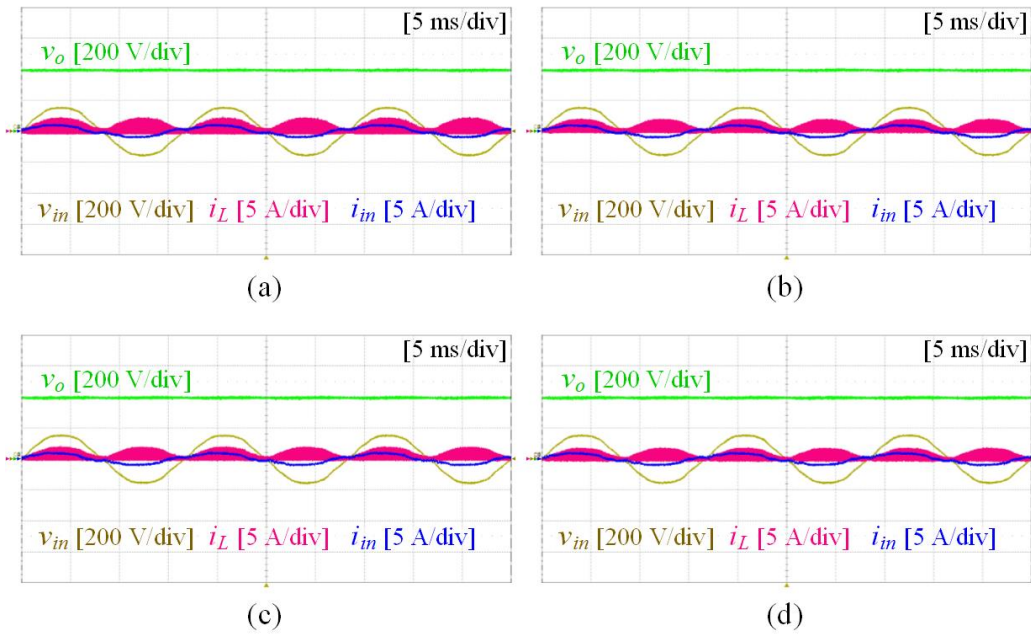 [5 ms/div] [5 ms/div]
v_o [200 V/div] v_o [200 V/div]
v_in [200 V/div] i_L [5 A/div] i_in [5 A/div] v_in [200 V/div] i_L [5 A/div] i_in [5 A/div]
(a) (b)
[5 ms/div] [5 ms/div]
v_o [200 V/div] v_o [200 V/div]
v_in [200 V/div] i_L [5 A/div] i_in [5 A/div] v_in [200 V/div] i_L [5 A/div] i_in [5 A/div]
(c) (d)